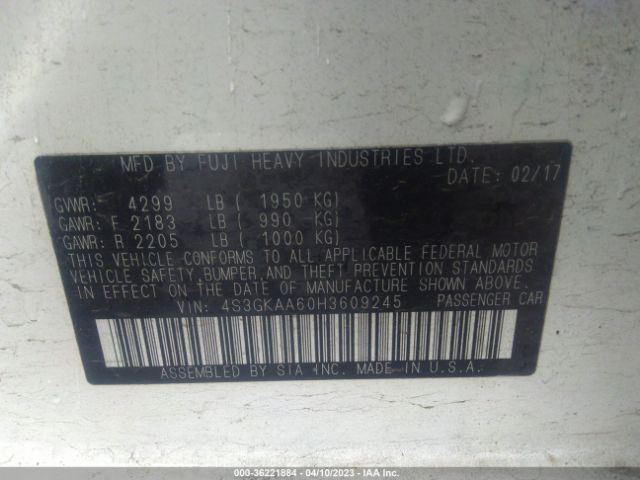 MFD BY FUJI HEAVY INDUSTRIES LTD.
DATE: 02/17
GVWR: 4299 LB ( 1950 KG)
GAWR: F 2183 LB ( 990 KG)
GAWR: R 2205 LB ( 1000 KG)
THIS VEHICLE CONFORMS TO ALL APPLICABLE FEDERAL MOTOR
VEHICLE SAFETY, BUMPER, AND THEFT PREVENTION STANDARDS
IN EFFECT ON THE DATE OF MANUFACTURE SHOWN ABOVE.
VIN: 4S3GKAA60H3609245 PASSENGER CAR
ASSEMBLED BY SIA INC. MADE IN U.S.A.
000-36221884 - 04/10/2023 - IAA Inc.